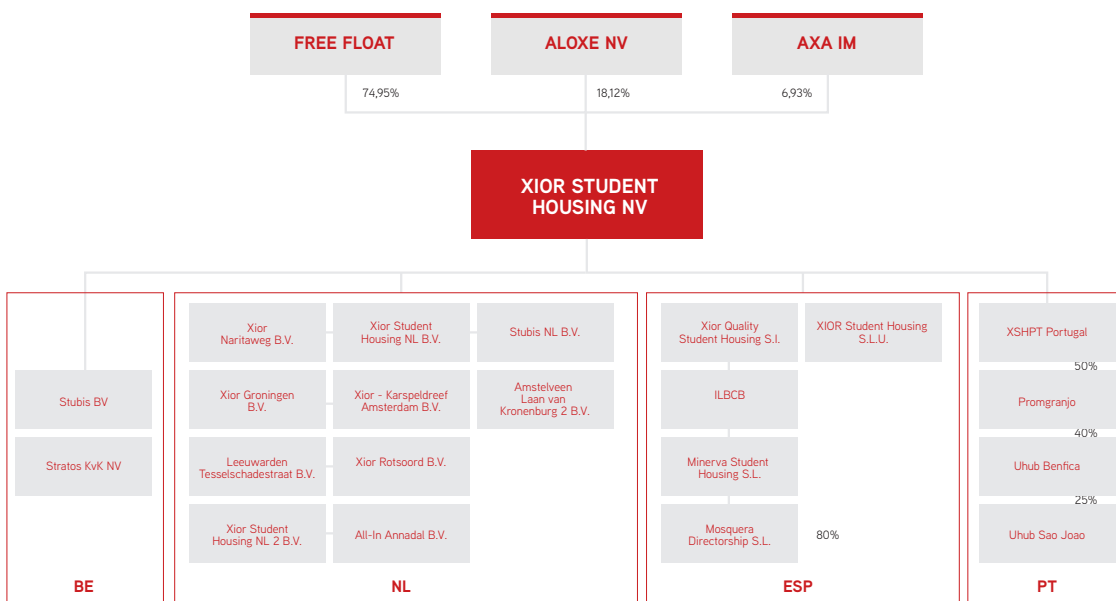 FREE FLOAT
ALOXE NV
AXA IM
74,95%
18,12%
6,93%
XIOR STUDENT
HOUSING NV
Stubis BV
Stratos KvK NV
BE
Xior
Naritaweg B.V.
Xior Student
Housing NL B.V.
Stubis NL B.V.
Xior Groningen
B.V.
Xior - Karspeldreef
Amsterdam B.V.
Amstelveen
Laan van
Kronenburg 2 B.V.
Leeuwarden
Tesselschadestraat B.V.
Xior Rotsoord B.V.
Xior Student
Housing NL 2 B.V.
All-In Annadal B.V.
NL
Xior Quality
Student Housing S.l.
XIOR Student Housing
S.L.U.
ILBCB
Minerva Student
Housing S.L.
Mosquera
Directorship S.L.
80%
ESP
XSHPT Portugal
50%
Promgranjo
40%
Uhub Benfica
25%
Uhub Sao Joao
PT